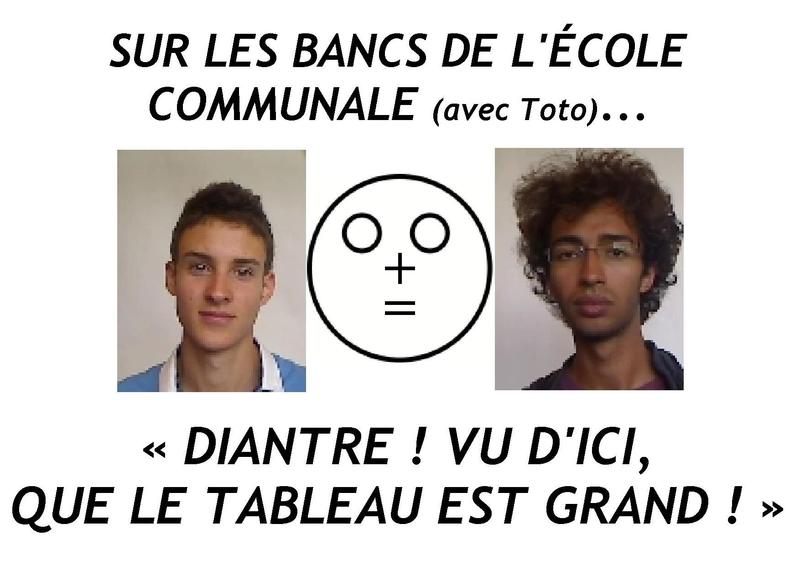 SUR LES BANCS DE L'ÉCOLE
COMMUNALE (avec Toto)...
+
=
« DIANTRE ! VU D'ICI,
QUE LE TABLEAU EST GRAND ! »